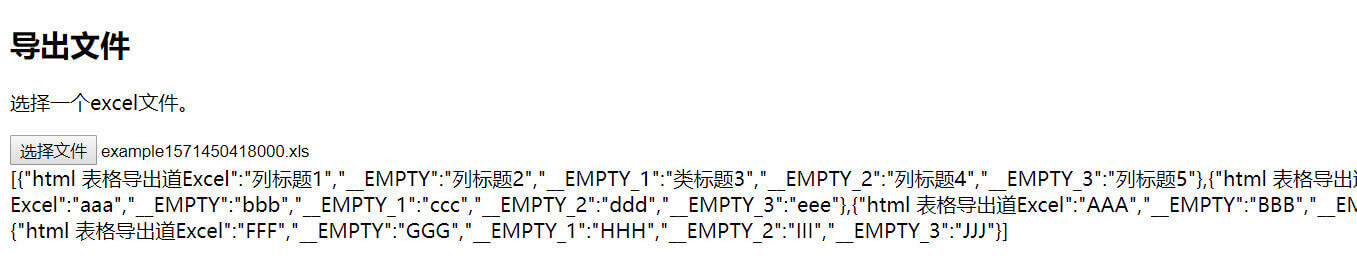 导出文件
选择一个excel文件。
选择文件 example1571450418000.xls
[{"html 表格导出道Excel":"列标题1","__EMPTY":"列标题2","__EMPTY_1":"类标题3","__EMPTY_2":"列标题4","__EMPTY_3":"列标题5"},{"html 表格导出道
Excel":"aaa","__EMPTY":"bbb","__EMPTY_1":"ccc","__EMPTY_2":"ddd","__EMPTY_3":"eee"},{"html 表格导出道Excel":"AAA","__EMPTY":"BBB","__EM
{"html 表格导出道Excel":"FFF","__EMPTY":"GGG","__EMPTY_1":"HHH","__EMPTY_2":"III","__EMPTY_3":"JJJ"}]